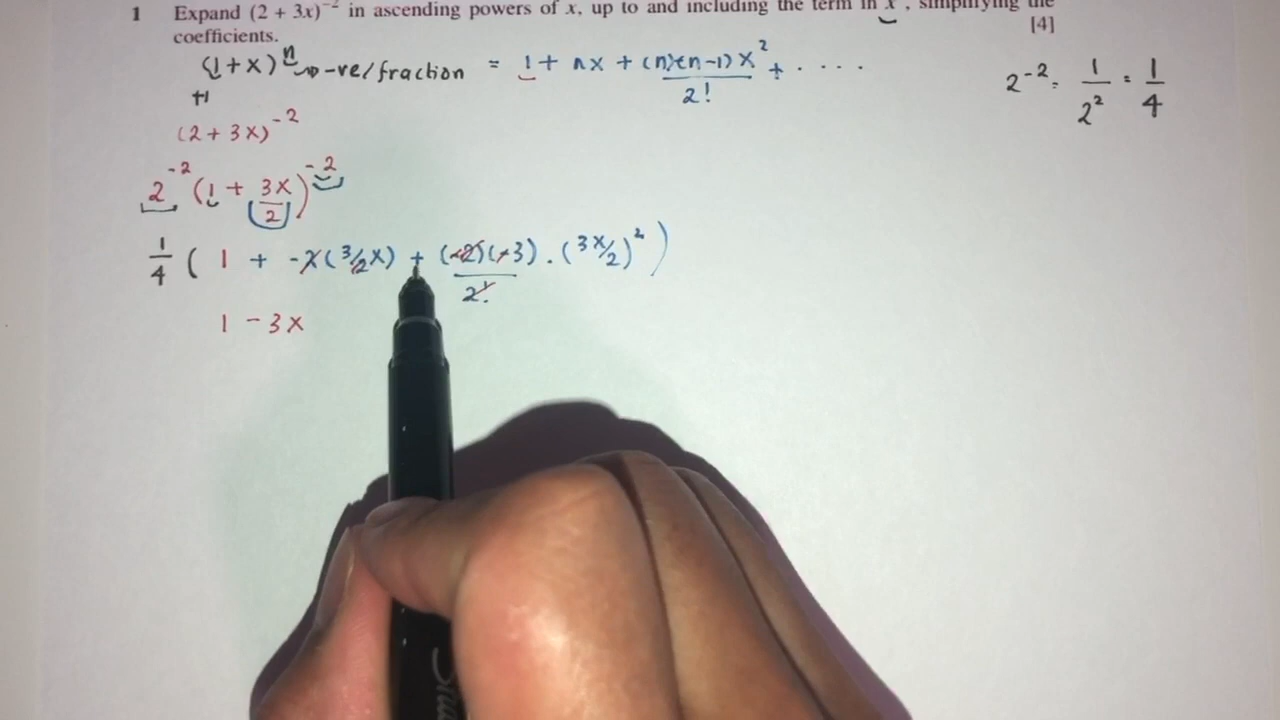 1 Expand (2 + 3x)⁻² in ascending powers of x, up to and including the term in x , simplifying the
coefficients. [4]
(1+x)ⁿ → -ve/fraction = 1 + nx + (n)(n-1)x²/2! + ....
+1
2⁻² = 1/2² = 1/4
(2+3x)⁻²
2⁻² (1 + 3x/2)⁻²
1/4 ( 1 + -2(3/2x) + (-2)(-3)/2! . (3x/2)² )
1 - 3x